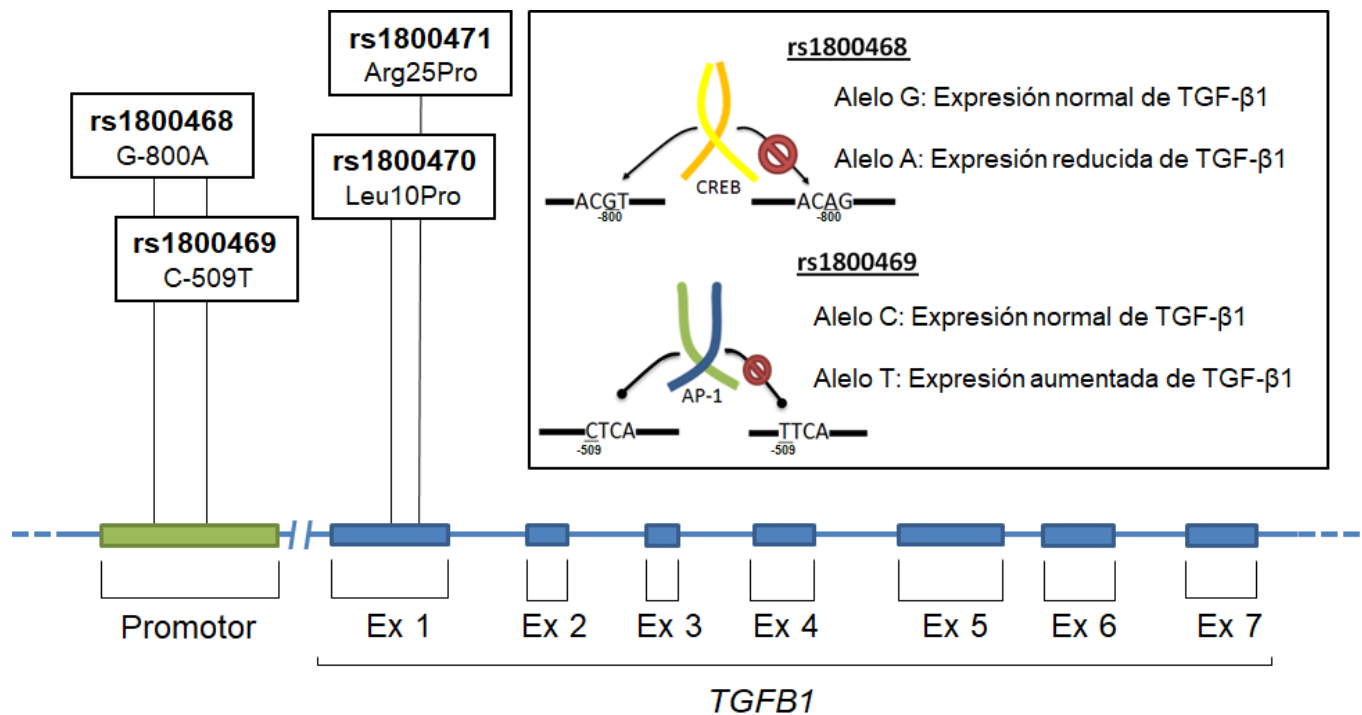 rs1800471
Arg25Pro
rs1800468
G-800A
rs1800470
Leu10Pro
rs1800469
C-509T
rs1800468
Alelo G: Expresión normal de TGF-β1
Alelo A: Expresión reducida de TGF-β1
CREB
ACGT
-800
ACAG
-800
rs1800469
Alelo C: Expresión normal de TGF-β1
Alelo T: Expresión aumentada de TGF-β1
AP-1
CTCA
-509
TTCA
-509
Promotor
Ex 1
Ex 2
Ex 3
Ex 4
Ex 5
Ex 6
Ex 7
TGFB1